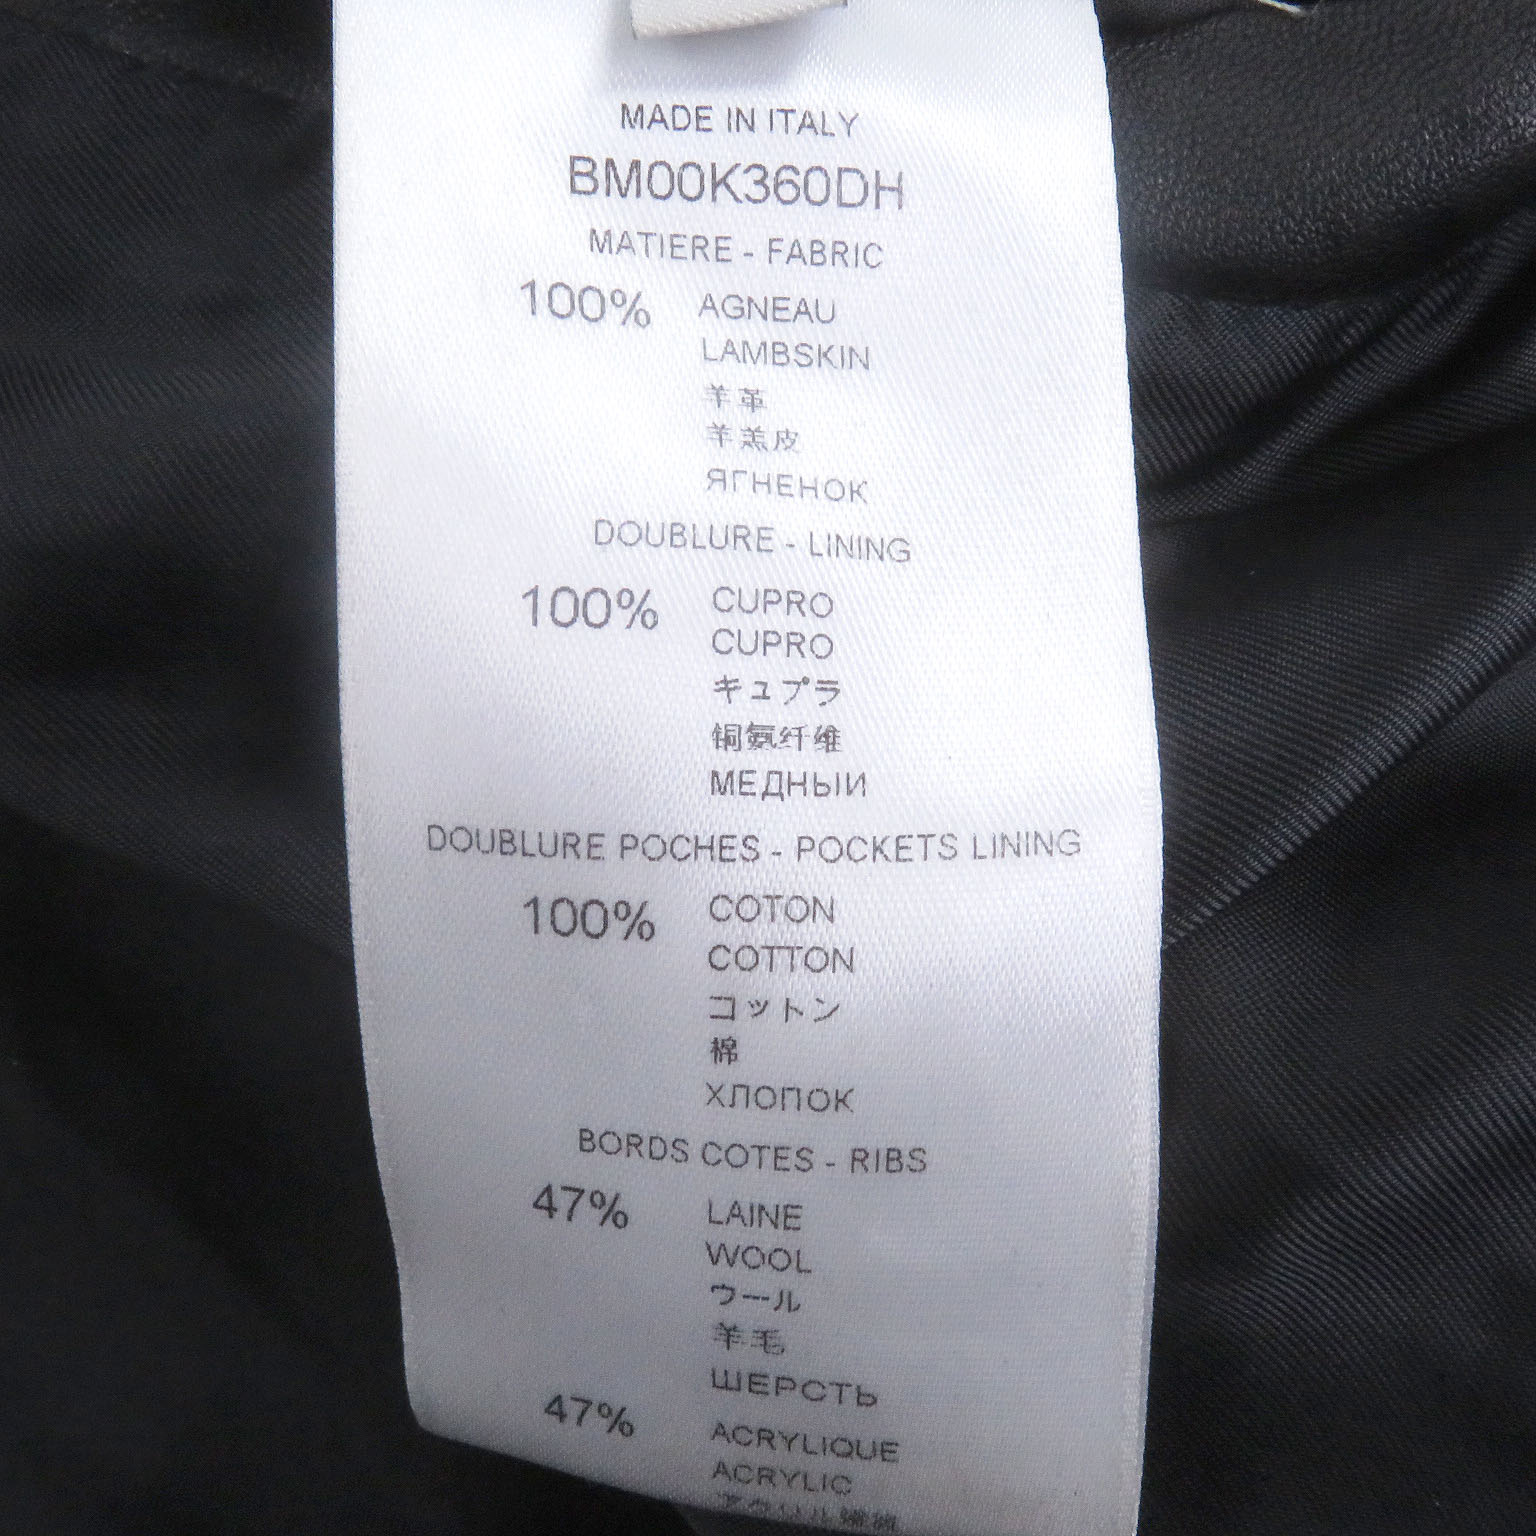 MADE IN ITALY
BM00K360DH
MATIERE - FABRIC
100% AGNEAU
LAMBSKIN
羊革
羊羔皮
ЯГНЕНОК
DOUBLURE - LINING
100% CUPRO
CUPRO
キュプラ
铜氨纤维
МЕДНЫИ
DOUBLURE POCHES - POCKETS LINING
100% COTON
COTTON
コットン
棉
ХЛОПОК
BORDS COTES - RIBS
47% LAINE
WOOL
ウール
羊毛
ШЕРСТЬ
47% ACRYLIQUE
ACRYLIC